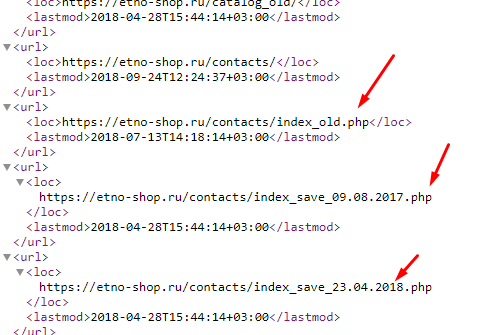 <loc>https://etno-shop.ru/catalog_old/</loc>
<lastmod>2018-04-28T15:44:14+03:00</lastmod>
</url>
<url>
<loc>https://etno-shop.ru/contacts/</loc>
<lastmod>2018-09-24T12:24:37+03:00</lastmod>
</url>
<url>
<loc>https://etno-shop.ru/contacts/index_old.php</loc>
<lastmod>2018-07-13T14:18:14+03:00</lastmod>
</url>
<url>
<loc>
https://etno-shop.ru/contacts/index_save_09.08.2017.php
</loc>
<lastmod>2018-04-28T15:44:14+03:00</lastmod>
</url>
<url>
<loc>
https://etno-shop.ru/contacts/index_save_23.04.2018.php
</loc>
<lastmod>2018-04-28T15:44:14+03:00</lastmod>
</url>